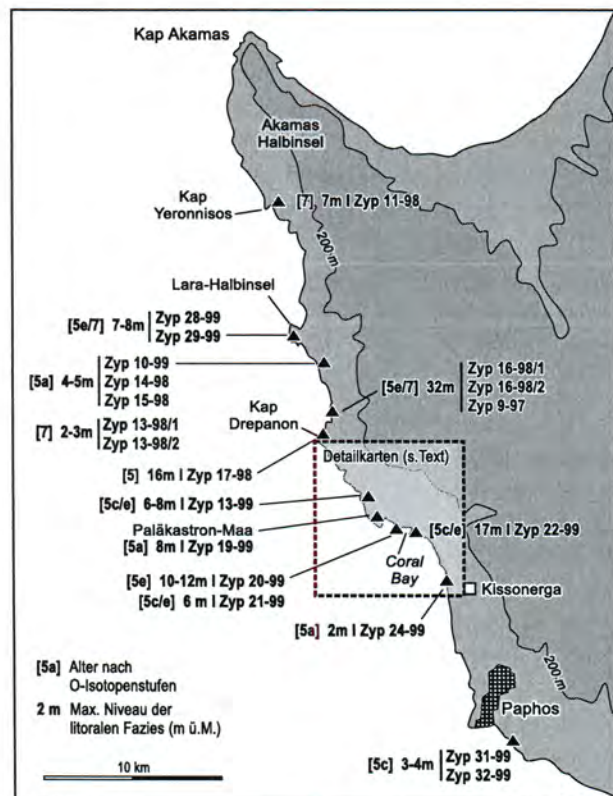 Kap Akamas
Akamas
Halbinsel
Kap
Yeronnisos
[7] 7m I Zyp 11-98
200 m
Lara-Halbinsel
[5e/7] 7-8m
Zyp 28-99
Zyp 29-99
[5a] 4-5m
Zyp 10-99
Zyp 14-98
Zyp 15-98
[5e/7] 32m
Zyp 16-98/1
Zyp 16-98/2
Zyp 9-97
Kap
Drepanon
[7] 2-3m
Zyp 13-98/1
Zyp 13-98/2
Detailkarten (s.Text)
[5] 16m I Zyp 17-98
[5c/e] 6-8m I Zyp 13-99
Paläkastron-Maa
[5a] 8m I Zyp 19-99
[5c/e] 17m I Zyp 22-99
Coral
Bay
[5e] 10-12m I Zyp 20-99
[5c/e] 6 m I Zyp 21-99
Kissonerga
[5a] 2m I Zyp 24-99
200 m
[5a] Alter nach
O-Isotopenstufen
2 m Max. Niveau der
litoralen Fazies (m ü.M.)
Paphos
10 km
[5c] 3-4m
Zyp 31-99
Zyp 32-99